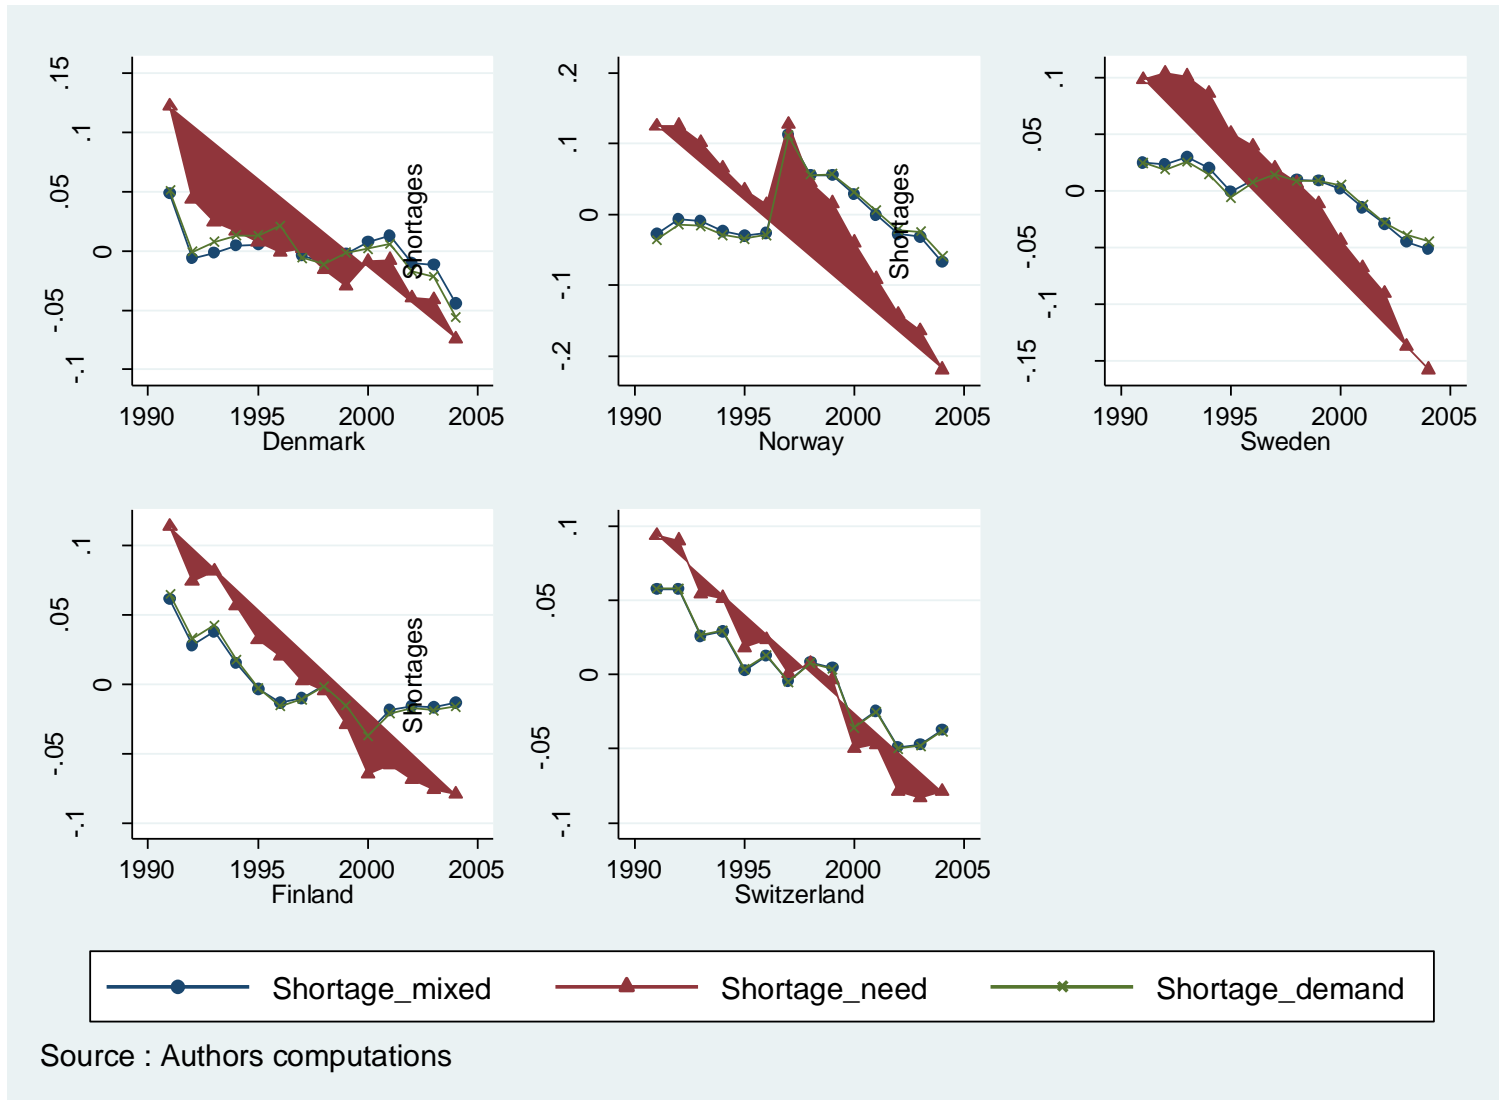 .15
.1
.05
0
-.05
-.1
Shortages
1990 1995 2000 2005
Denmark
.2
.1
0
-.1
-.2
Shortages
1990 1995 2000 2005
Norway
.1
.05
0
-.05
-.1
-.15
1990 1995 2000 2005
Sweden
.1
.05
0
-.05
-.1
Shortages
1990 1995 2000 2005
Finland
.1
.05
0
-.05
-.1
1990 1995 2000 2005
Switzerland
Shortage_mixed Shortage_need Shortage_demand
Source : Authors computations